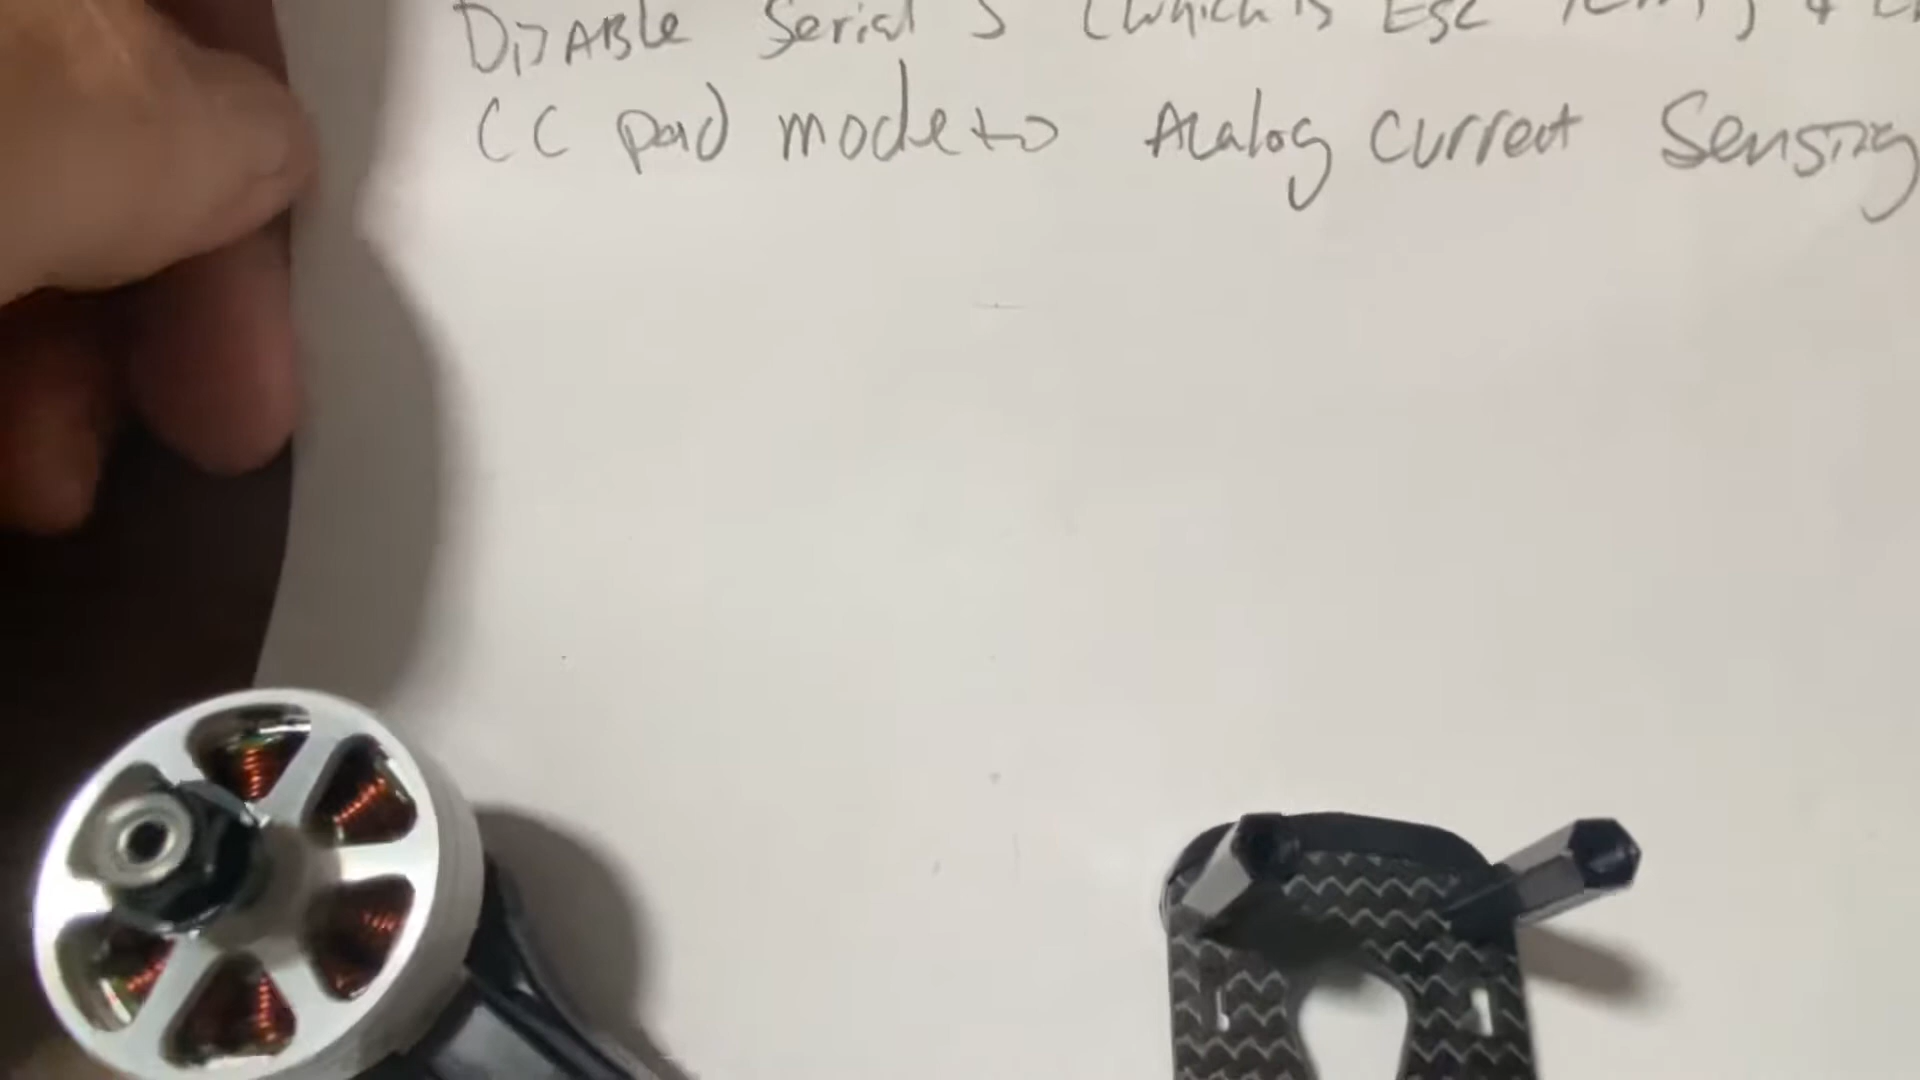 Disable Serial 5 (which is Esc
CC pad mode to Analog current Sensing